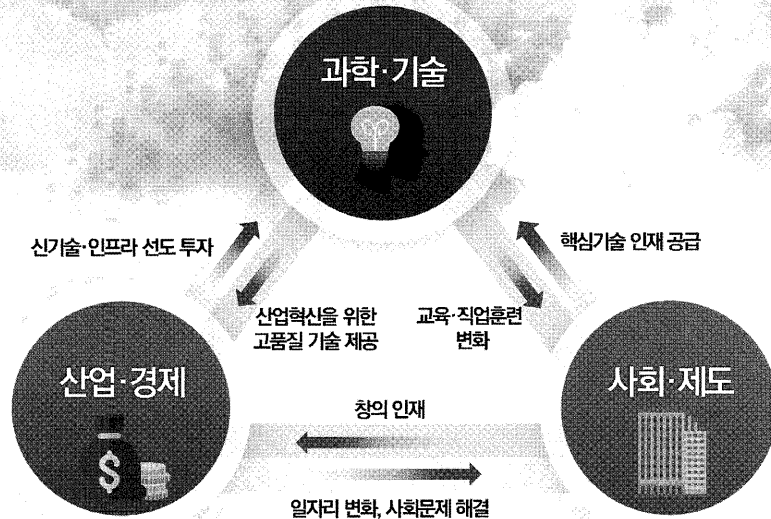 과학·기술
신기술·인프라 선도 투자
핵심기술 인재 공급
산업혁신을 위한
고품질 기술 제공
교육·직업훈련
변화
산업·경제
사회·제도
창의 인재
$
일자리 변화, 사회문제 해결